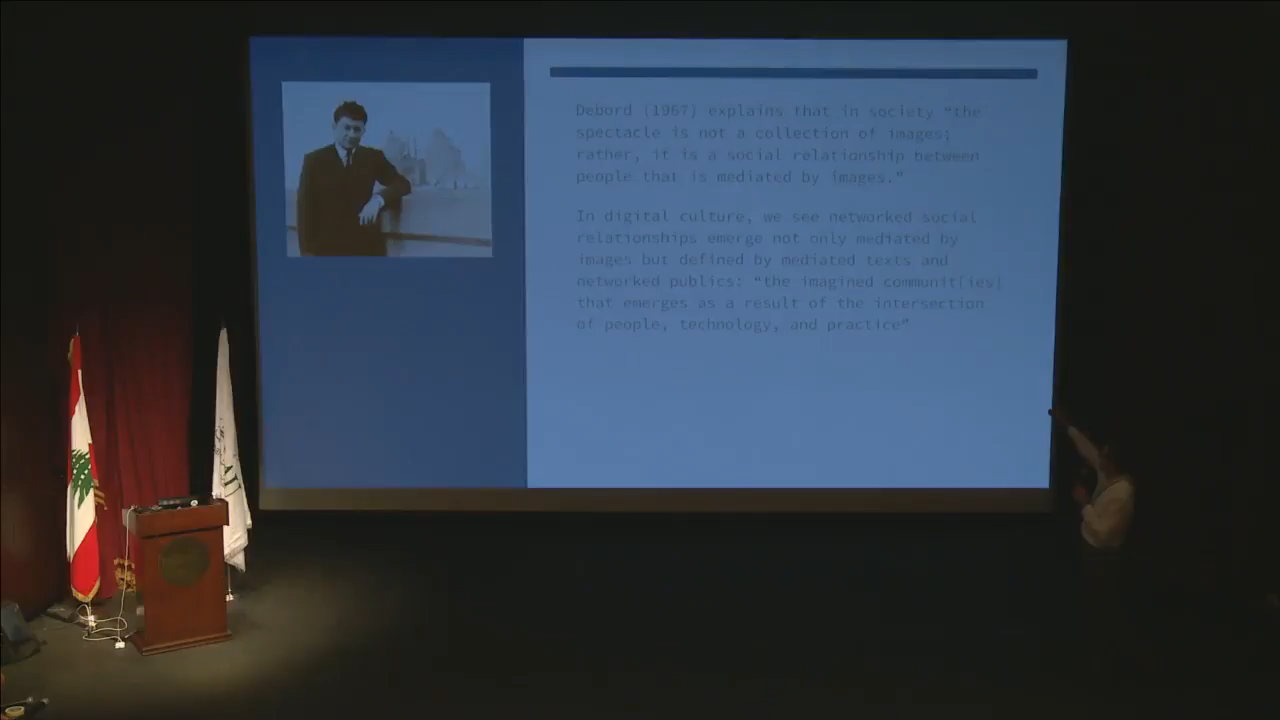 Debord (1967) explains that in society “the
spectacle is not a collection of images;
rather, it is a social relationship between
people that is mediated by images.”
In digital culture, we see networked social
relationships emerge not only mediated by
images but defined by mediated texts and
networked publics: “the imagined communit[ies]
that emerges as a result of the intersection
of people, technology, and practice”